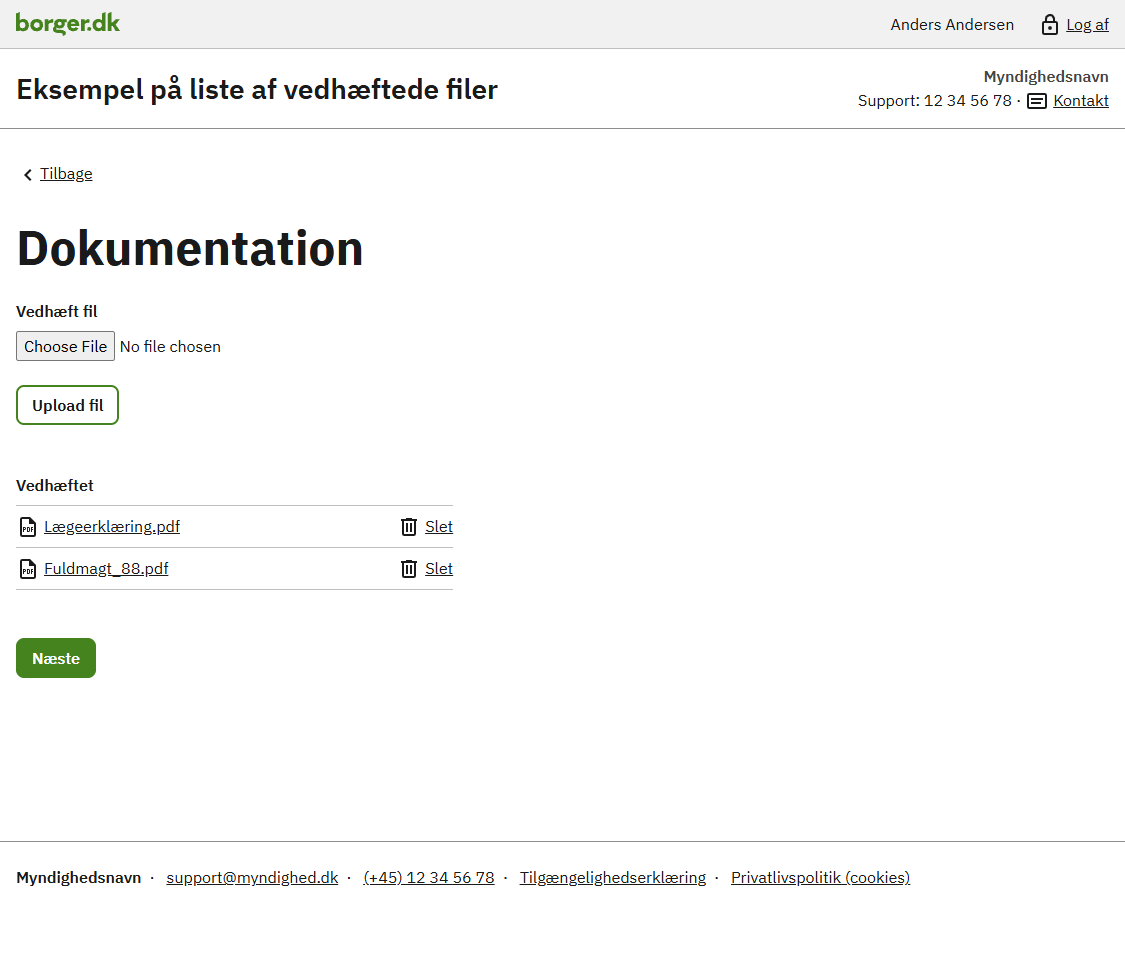 borger.dk
Anders Andersen Log af
Eksempel på liste af vedhæftede filer
Myndighedsnavn
Support: 12 34 56 78 · Kontakt
Tilbage
Dokumentation
Vedhæft fil
Choose File No file chosen
Upload fil
Vedhæftet
PDF Lægeerklæring.pdf Slet
PDF Fuldmagt_88.pdf Slet
Næste
Myndighedsnavn · support@myndighed.dk · (+45) 12 34 56 78 · Tilgængelighedserklæring · Privatlivspolitik (cookies)